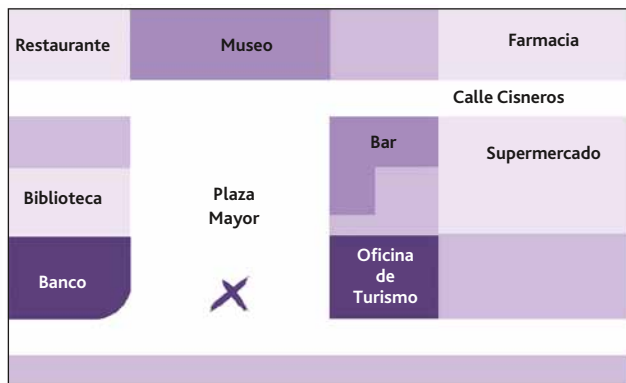 Restaurante
Museo
Farmacia
Calle Cisneros
Bar
Supermercado
Biblioteca
Plaza
Mayor
Banco
Oficina
de
Turismo